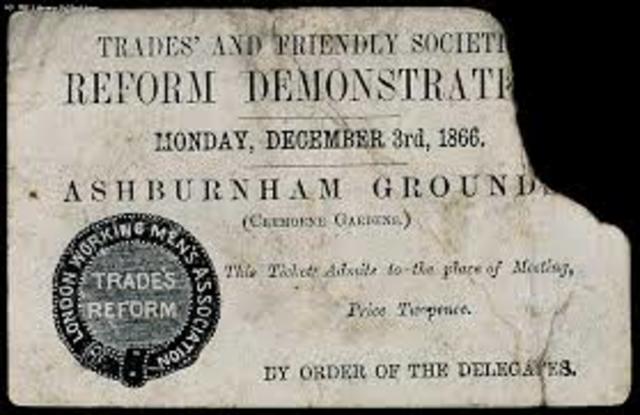 TRADES' AND FRIENDLY SOCIETI
REFORM DEMONSTRATI
MONDAY, DECEMBER 3rd, 1866.
ASHBURNHAM GROUNDS
(CREMORNE GARDENS.)
This Ticket Admits to the place of Meeting,
Price Twopence.
BY ORDER OF THE DELEGATES.
LONDON WORKING MEN'S ASSOCIATION
TRADES
REFORM